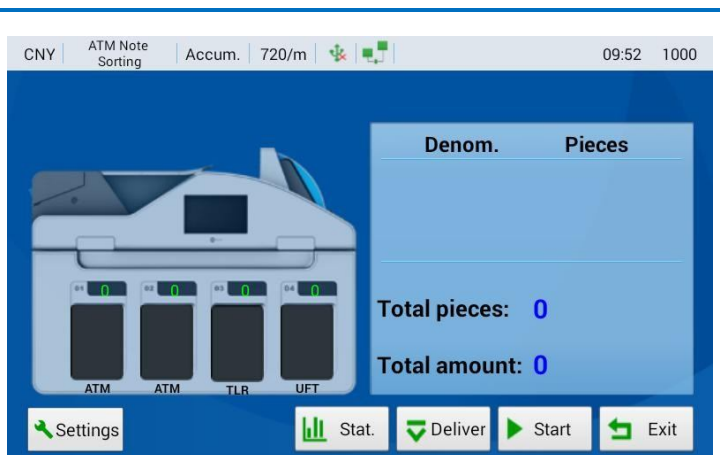 CNY ATM Note Sorting Accum. 720/m 09:52 1000
Denom. Pieces
01 0 02 0 03 0 04 0
Total pieces: 0
Total amount: 0
ATM ATM TLR UFT
Settings Stat. Deliver Start Exit